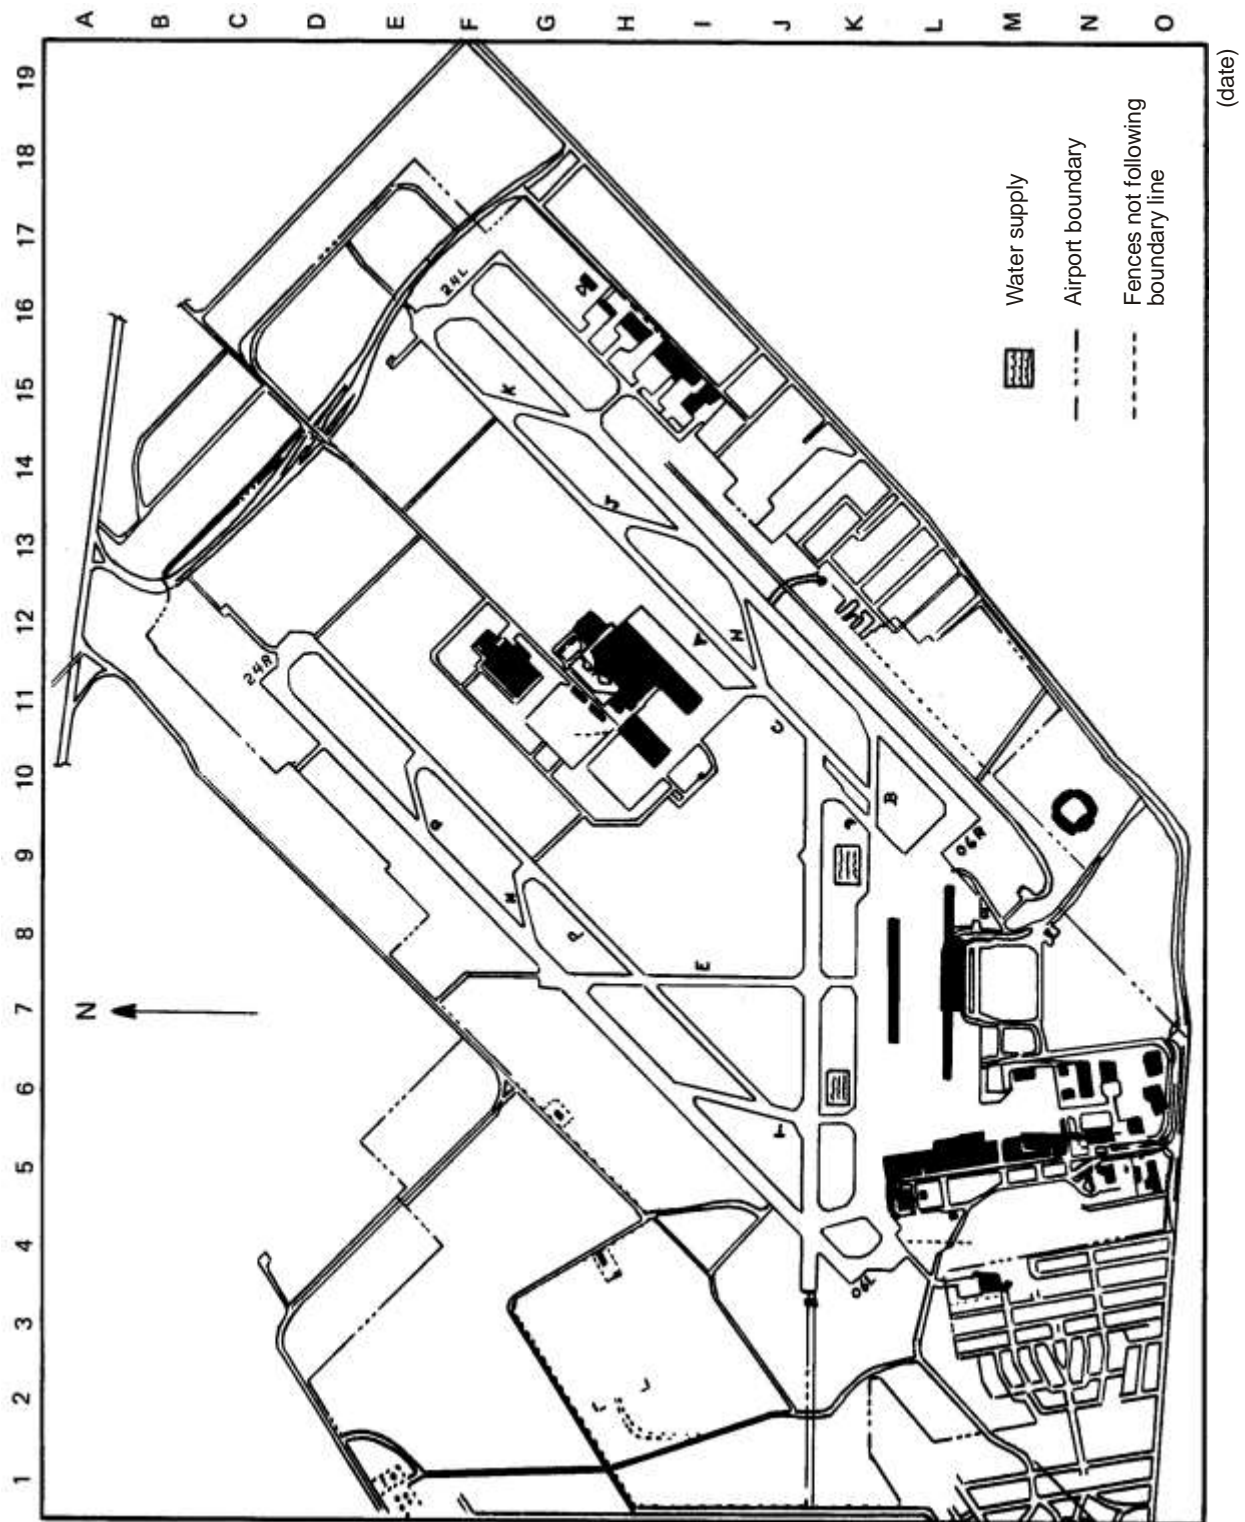 A
B
C
D
E
F
G
H
I
J
K
L
M
N
O
19
18
17
16
15
14
13
12
11
10
9
8
7
6
5
4
3
2
1
N
24L
K
J
24R
N
A
C
B
06R
P
E
T
06L
Water supply
Airport boundary
Fences not following
boundary line
(date)